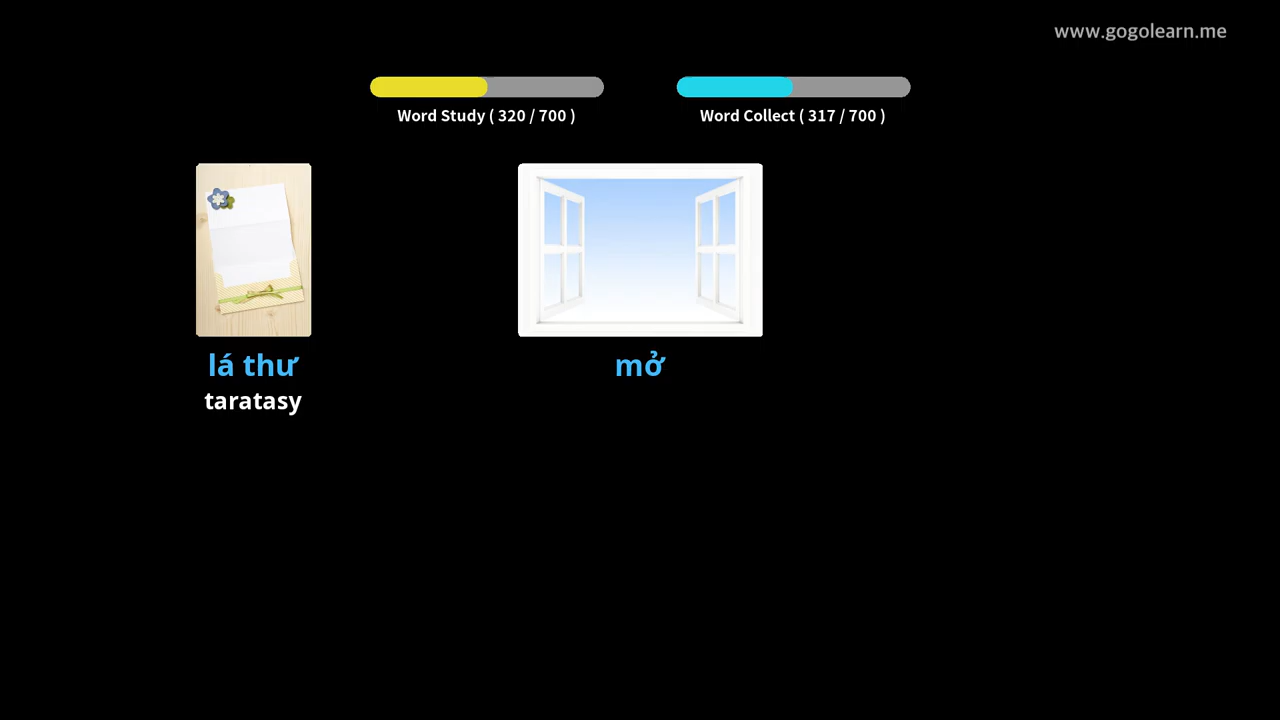 www.gogolearn.me
Word Study ( 320 / 700 )
Word Collect ( 317 / 700 )
lá thư
taratasy
mở